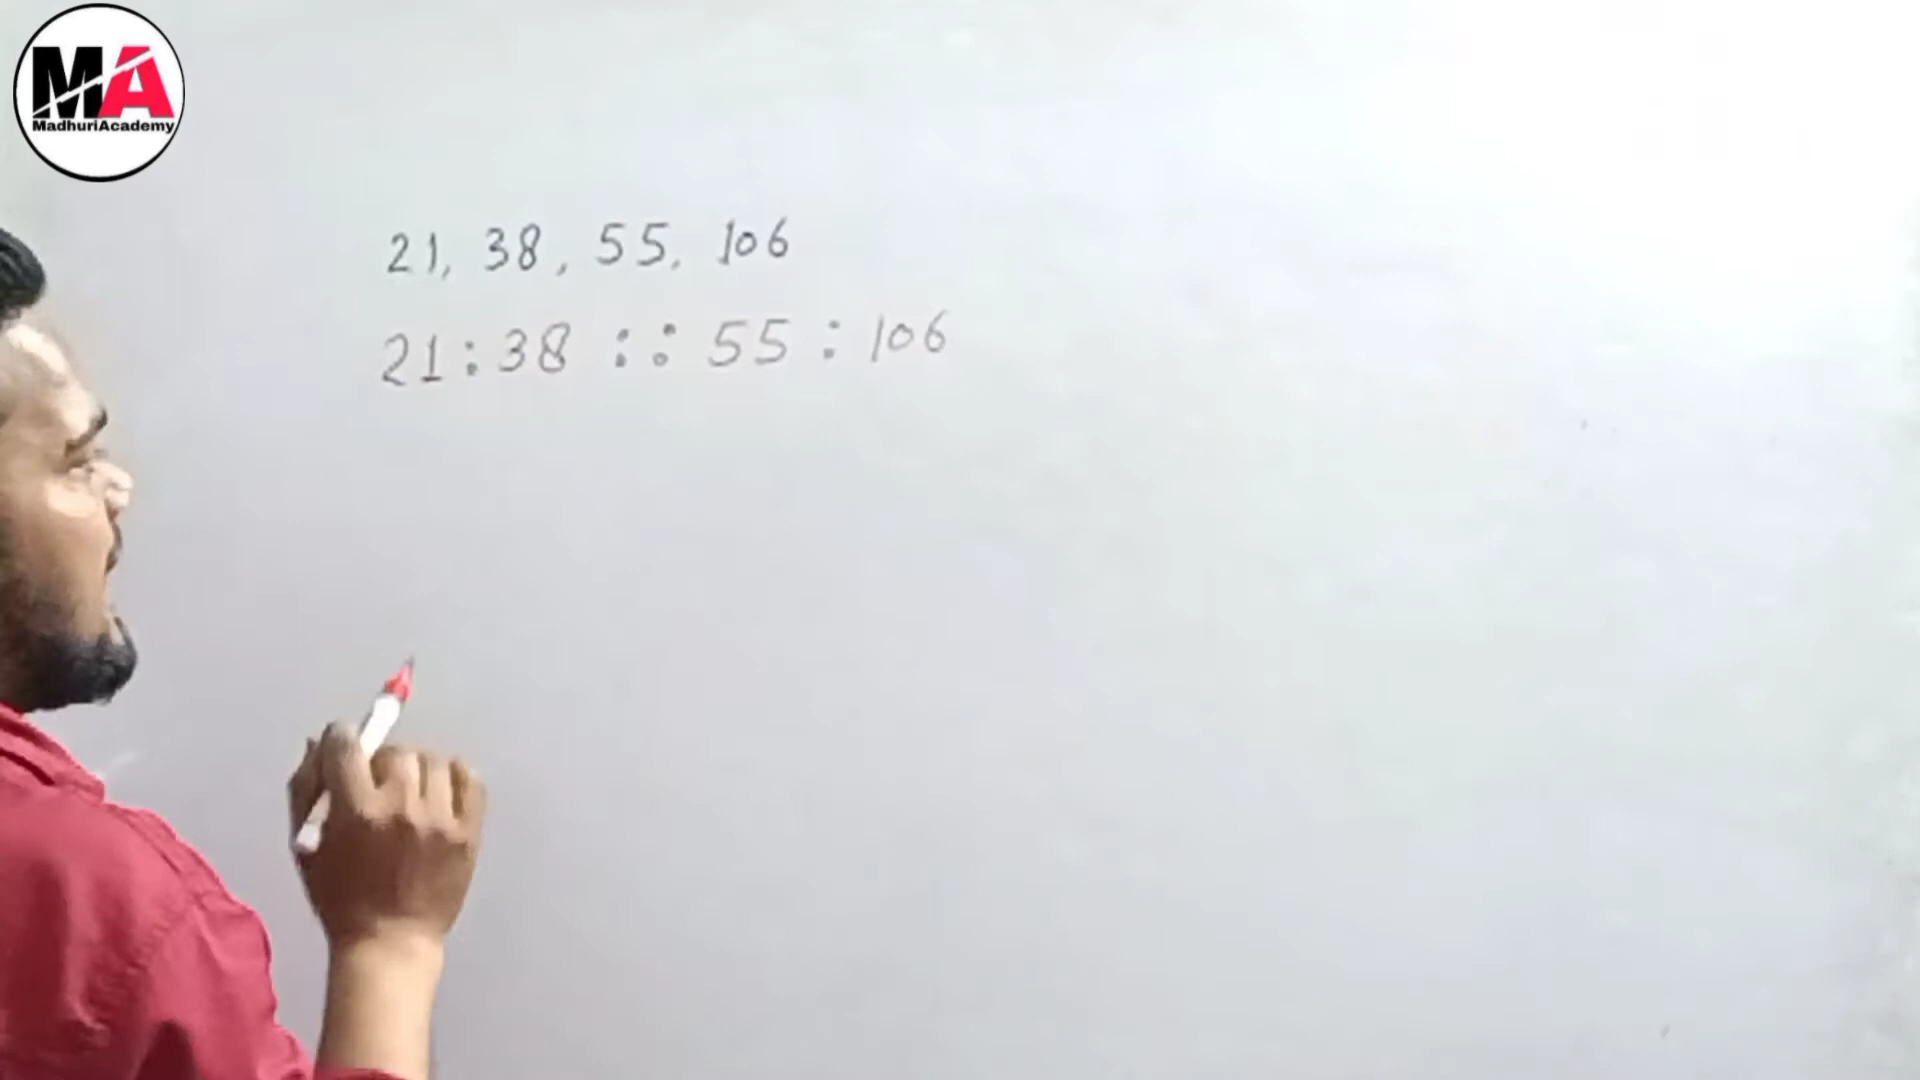 MA
MadhuriAcademy
21, 38, 55, 106
21 : 38 :: 55 : 106